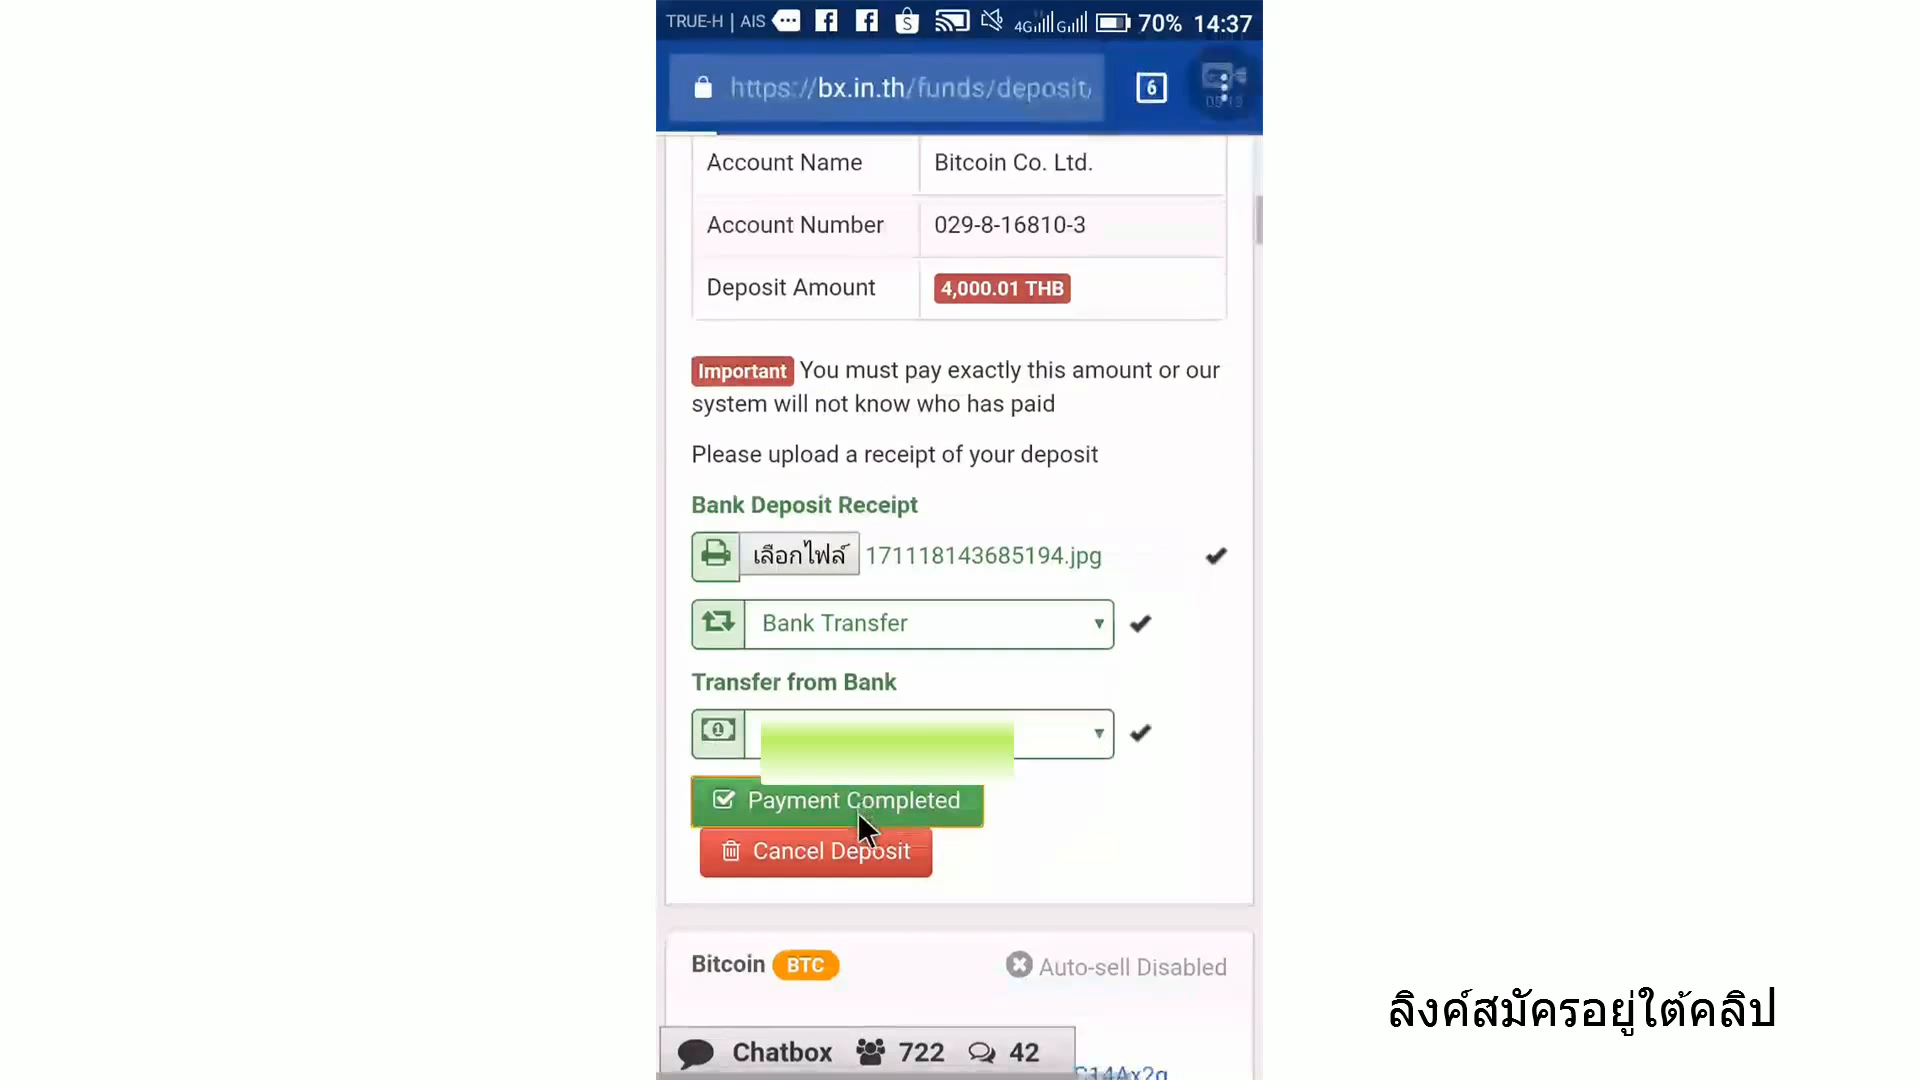 TRUE-H | AIS 4G G 70% 14:37
https://bx.in.th/funds/deposit 6
05:13
Account Name Bitcoin Co. Ltd.
Account Number 029-8-16810-3
Deposit Amount 4,000.01 THB
Important You must pay exactly this amount or our
system will not know who has paid
Please upload a receipt of your deposit
Bank Deposit Receipt
เลือกไฟล์ 171118143685194.jpg
Bank Transfer
Transfer from Bank
Payment Completed
Cancel Deposit
Bitcoin BTC Auto-sell Disabled
ลิงค์สมัครอยู่ใต้คลิป
Chatbox 722 42